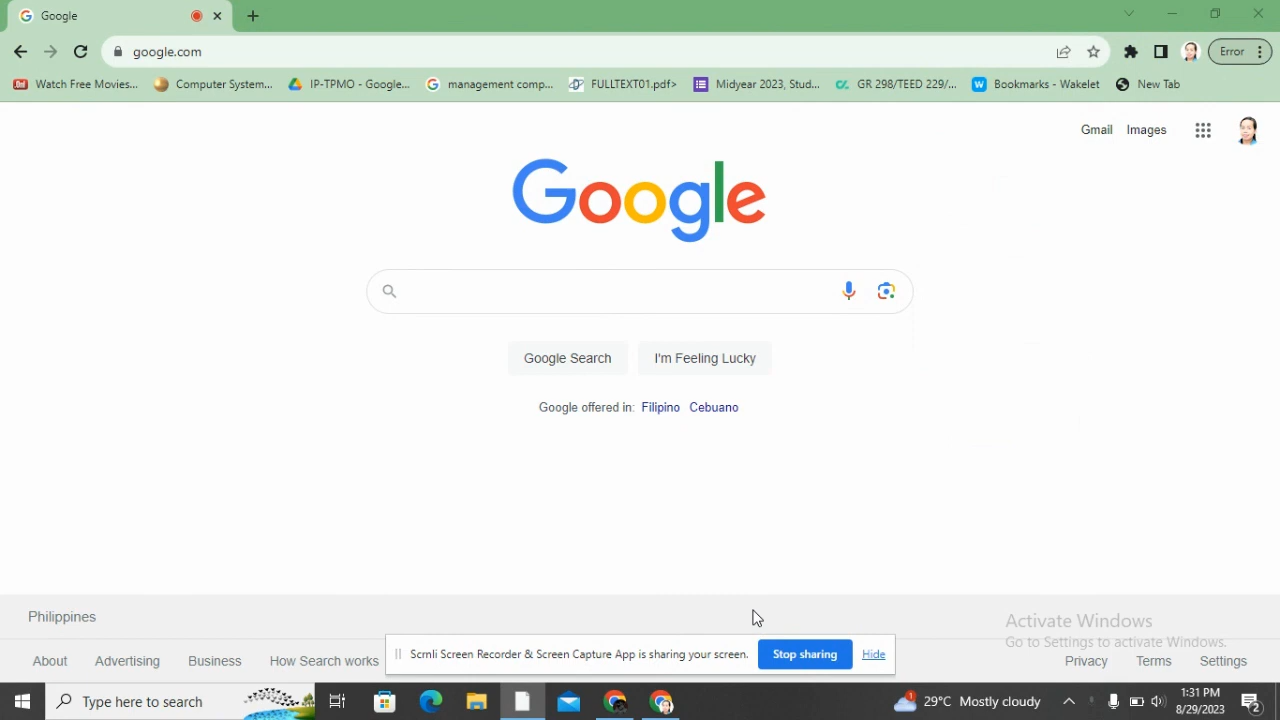 Google
google.com
Error
Watch Free Movies...
Computer System...
IP-TPMO - Google...
management comp...
FULLTEXT01.pdf>
Midyear 2023, Stud...
GR 298/TEED 229/...
Bookmarks - Wakelet
New Tab
Gmail
Images
Google
Google Search
I'm Feeling Lucky
Google offered in: Filipino Cebuano
Philippines
Activate Windows
Go to Settings to activate Windows.
About
Advertising
Business
How Search works
Scrnli Screen Recorder & Screen Capture App is sharing your screen.
Stop sharing
Hide
Privacy
Terms
Settings
Type here to search
1
29°C Mostly cloudy
1:31 PM
8/29/2023
2